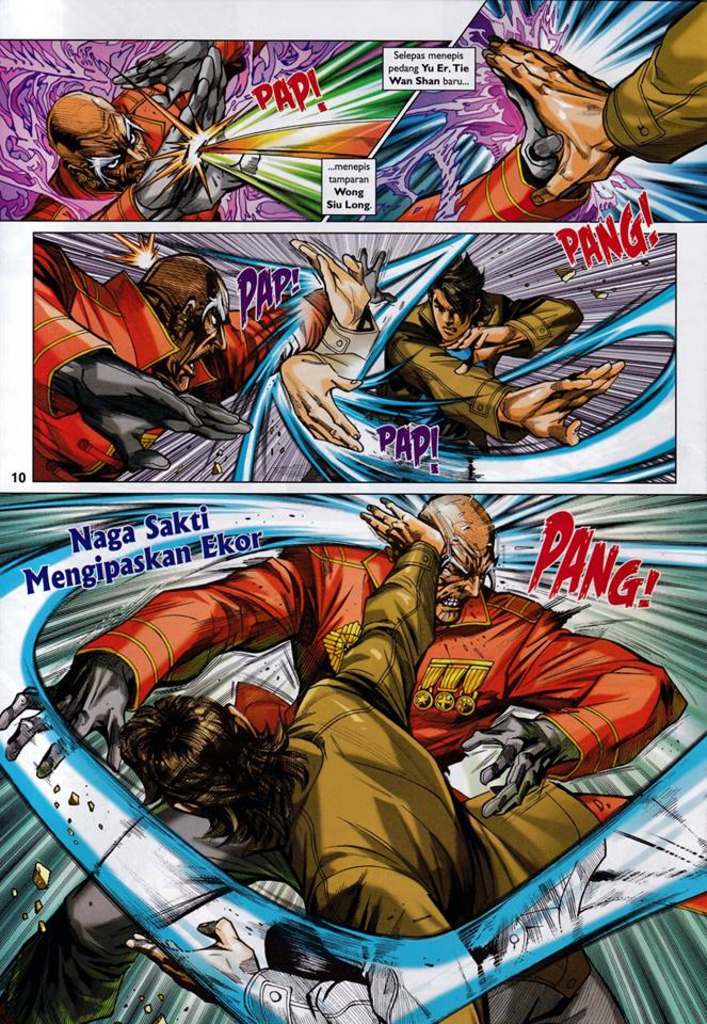 PAP!
Selepas menepis
pedang Yu Er, Tie
Wan Shan baru...
...menepis
tamparan
Wong
Siu Long.
PANG!
PAP!
PAP!
10
Naga Sakti
Mengipaskan Ekor
PANG!